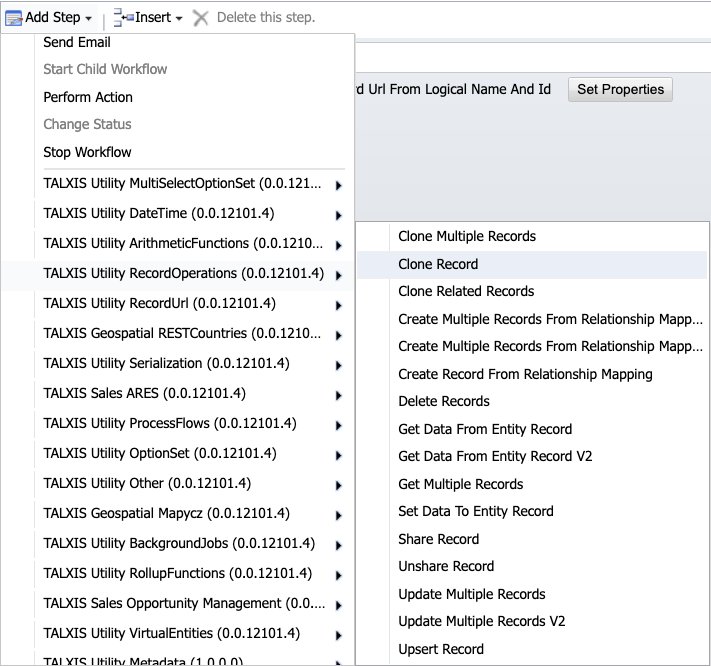 Add Step
Insert
Delete this step.
Send Email
Start Child Workflow
Perform Action
Change Status
Stop Workflow
d Url From Logical Name And Id
Set Properties
TALXIS Utility MultiSelectOptionSet (0.0.121...
TALXIS Utility DateTime (0.0.12101.4)
TALXIS Utility ArithmeticFunctions (0.0.1210...
TALXIS Utility RecordOperations (0.0.12101.4)
TALXIS Utility RecordUrl (0.0.12101.4)
TALXIS Geospatial RESTCountries (0.0.1210...
TALXIS Utility Serialization (0.0.12101.4)
TALXIS Sales ARES (0.0.12101.4)
TALXIS Utility ProcessFlows (0.0.12101.4)
TALXIS Utility OptionSet (0.0.12101.4)
TALXIS Utility Other (0.0.12101.4)
TALXIS Geospatial Mapycz (0.0.12101.4)
TALXIS Utility BackgroundJobs (0.0.12101.4)
TALXIS Utility RollupFunctions (0.0.12101.4)
TALXIS Sales Opportunity Management (0.0....
TALXIS Utility VirtualEntities (0.0.12101.4)
TALXIS Utility Metadata (1.0.0.0)
Clone Multiple Records
Clone Record
Clone Related Records
Create Multiple Records From Relationship Mapp...
Create Multiple Records From Relationship Mapp...
Create Record From Relationship Mapping
Delete Records
Get Data From Entity Record
Get Data From Entity Record V2
Get Multiple Records
Set Data To Entity Record
Share Record
Unshare Record
Update Multiple Records
Update Multiple Records V2
Upsert Record